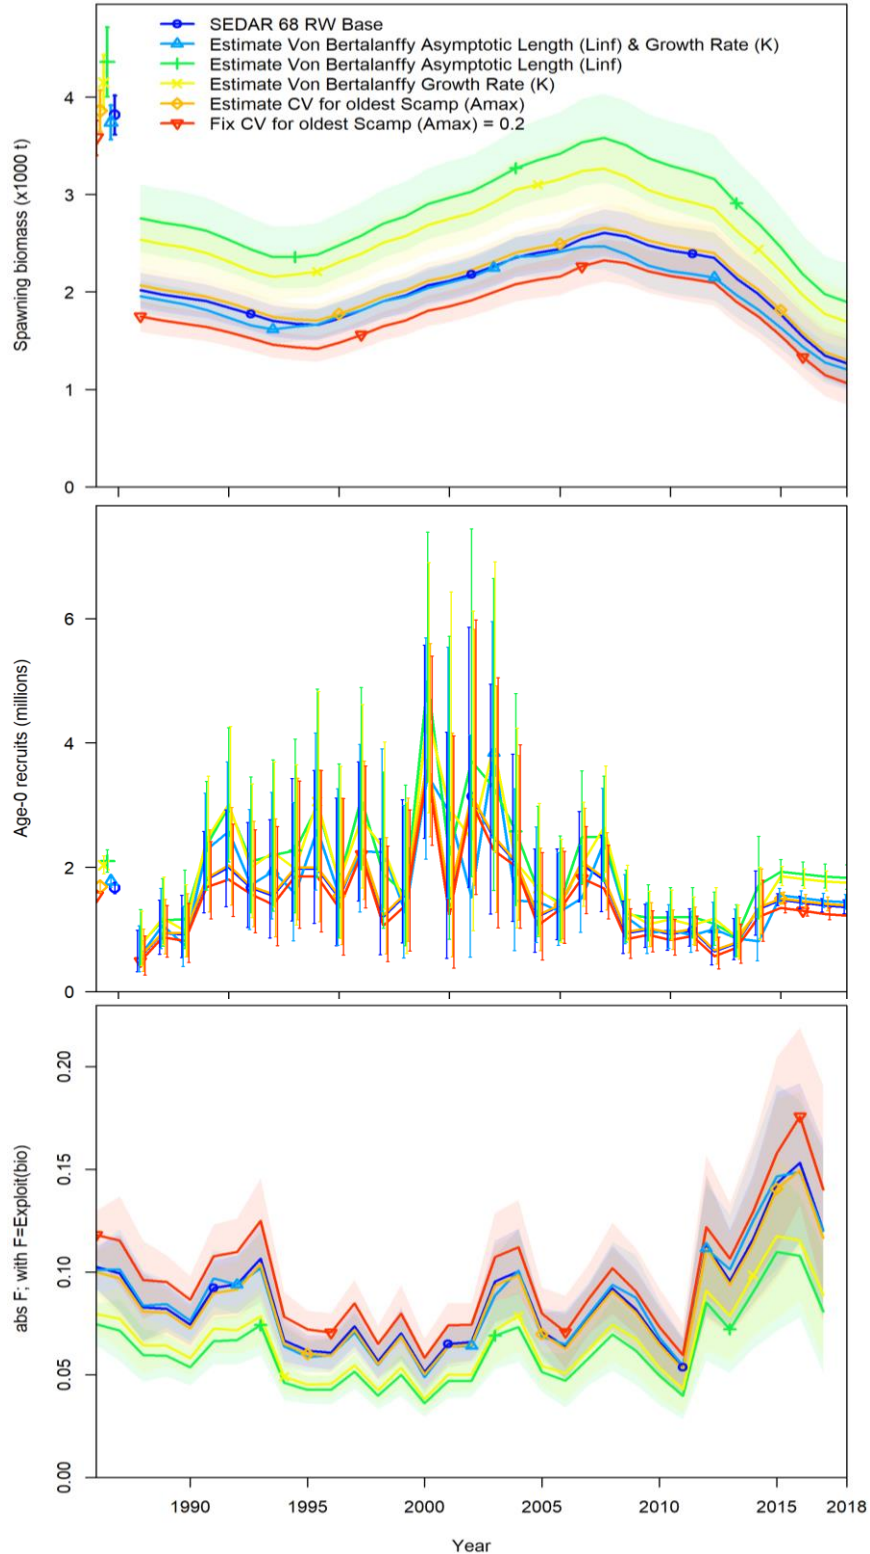 SEDAR 68 RW Base
Estimate Von Bertalanffy Asymptotic Length (Linf) & Growth Rate (K)
Estimate Von Bertalanffy Asymptotic Length (Linf)
Estimate Von Bertalanffy Growth Rate (K)
Estimate CV for oldest Scamp (Amax)
Fix CV for oldest Scamp (Amax) = 0.2
Spawning biomass (x1000 t)
4
3
2
1
0
Age-0 recruits (millions)
6
4
2
0
abs F; with F=Exploit(bio)
0.20
0.15
0.10
0.05
0.00
1990 1995 2000 2005 2010 2015 2018
Year